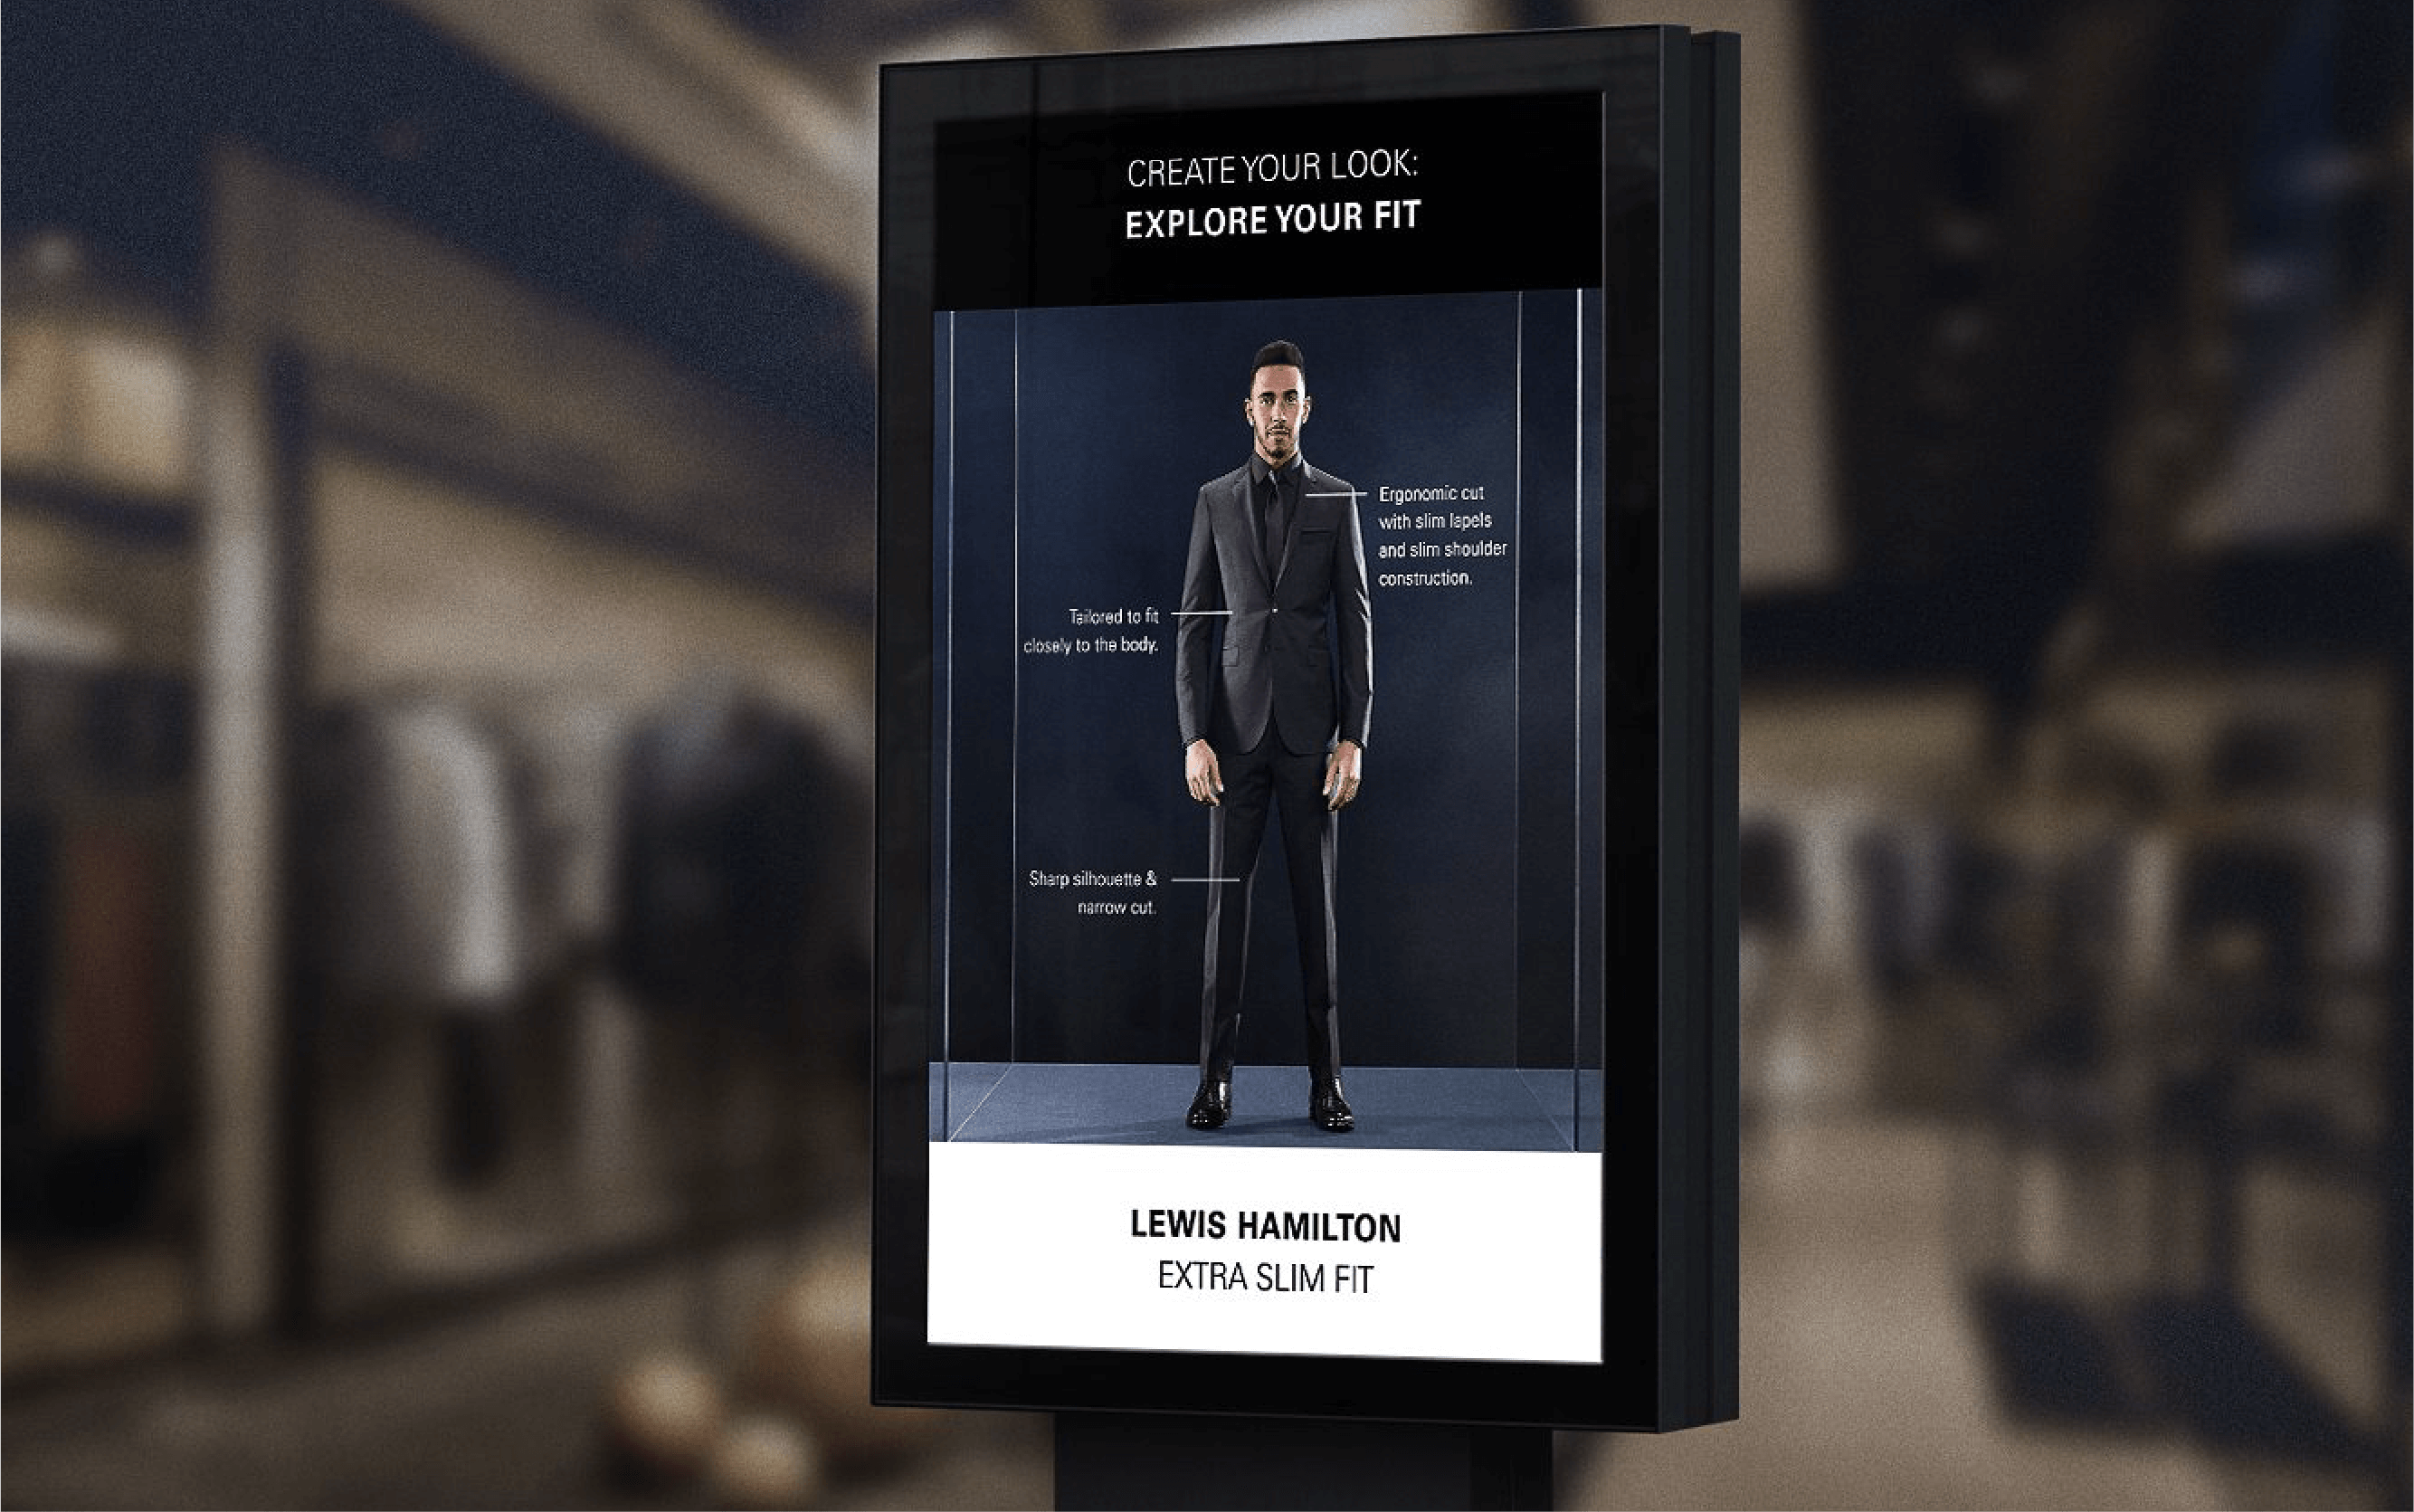 CREATE YOUR LOOK:
EXPLORE YOUR FIT
Ergonomic cut
with slim lapels
and slim shoulder
construction.
Tailored to fit
closely to the body.
Sharp silhouette &
narrow cut.
LEWIS HAMILTON
EXTRA SLIM FIT